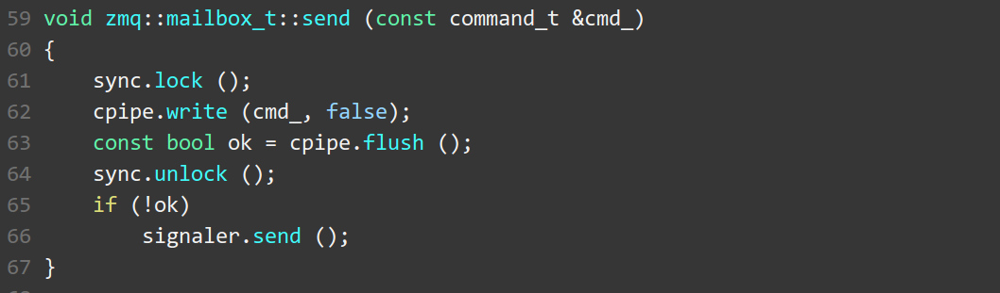 59 void zmq::mailbox_t::send (const command_t &cmd_)
60 {
61     sync.lock ();
62     cpipe.write (cmd_, false);
63     const bool ok = cpipe.flush ();
64     sync.unlock ();
65     if (!ok)
66         signaler.send ();
67 }